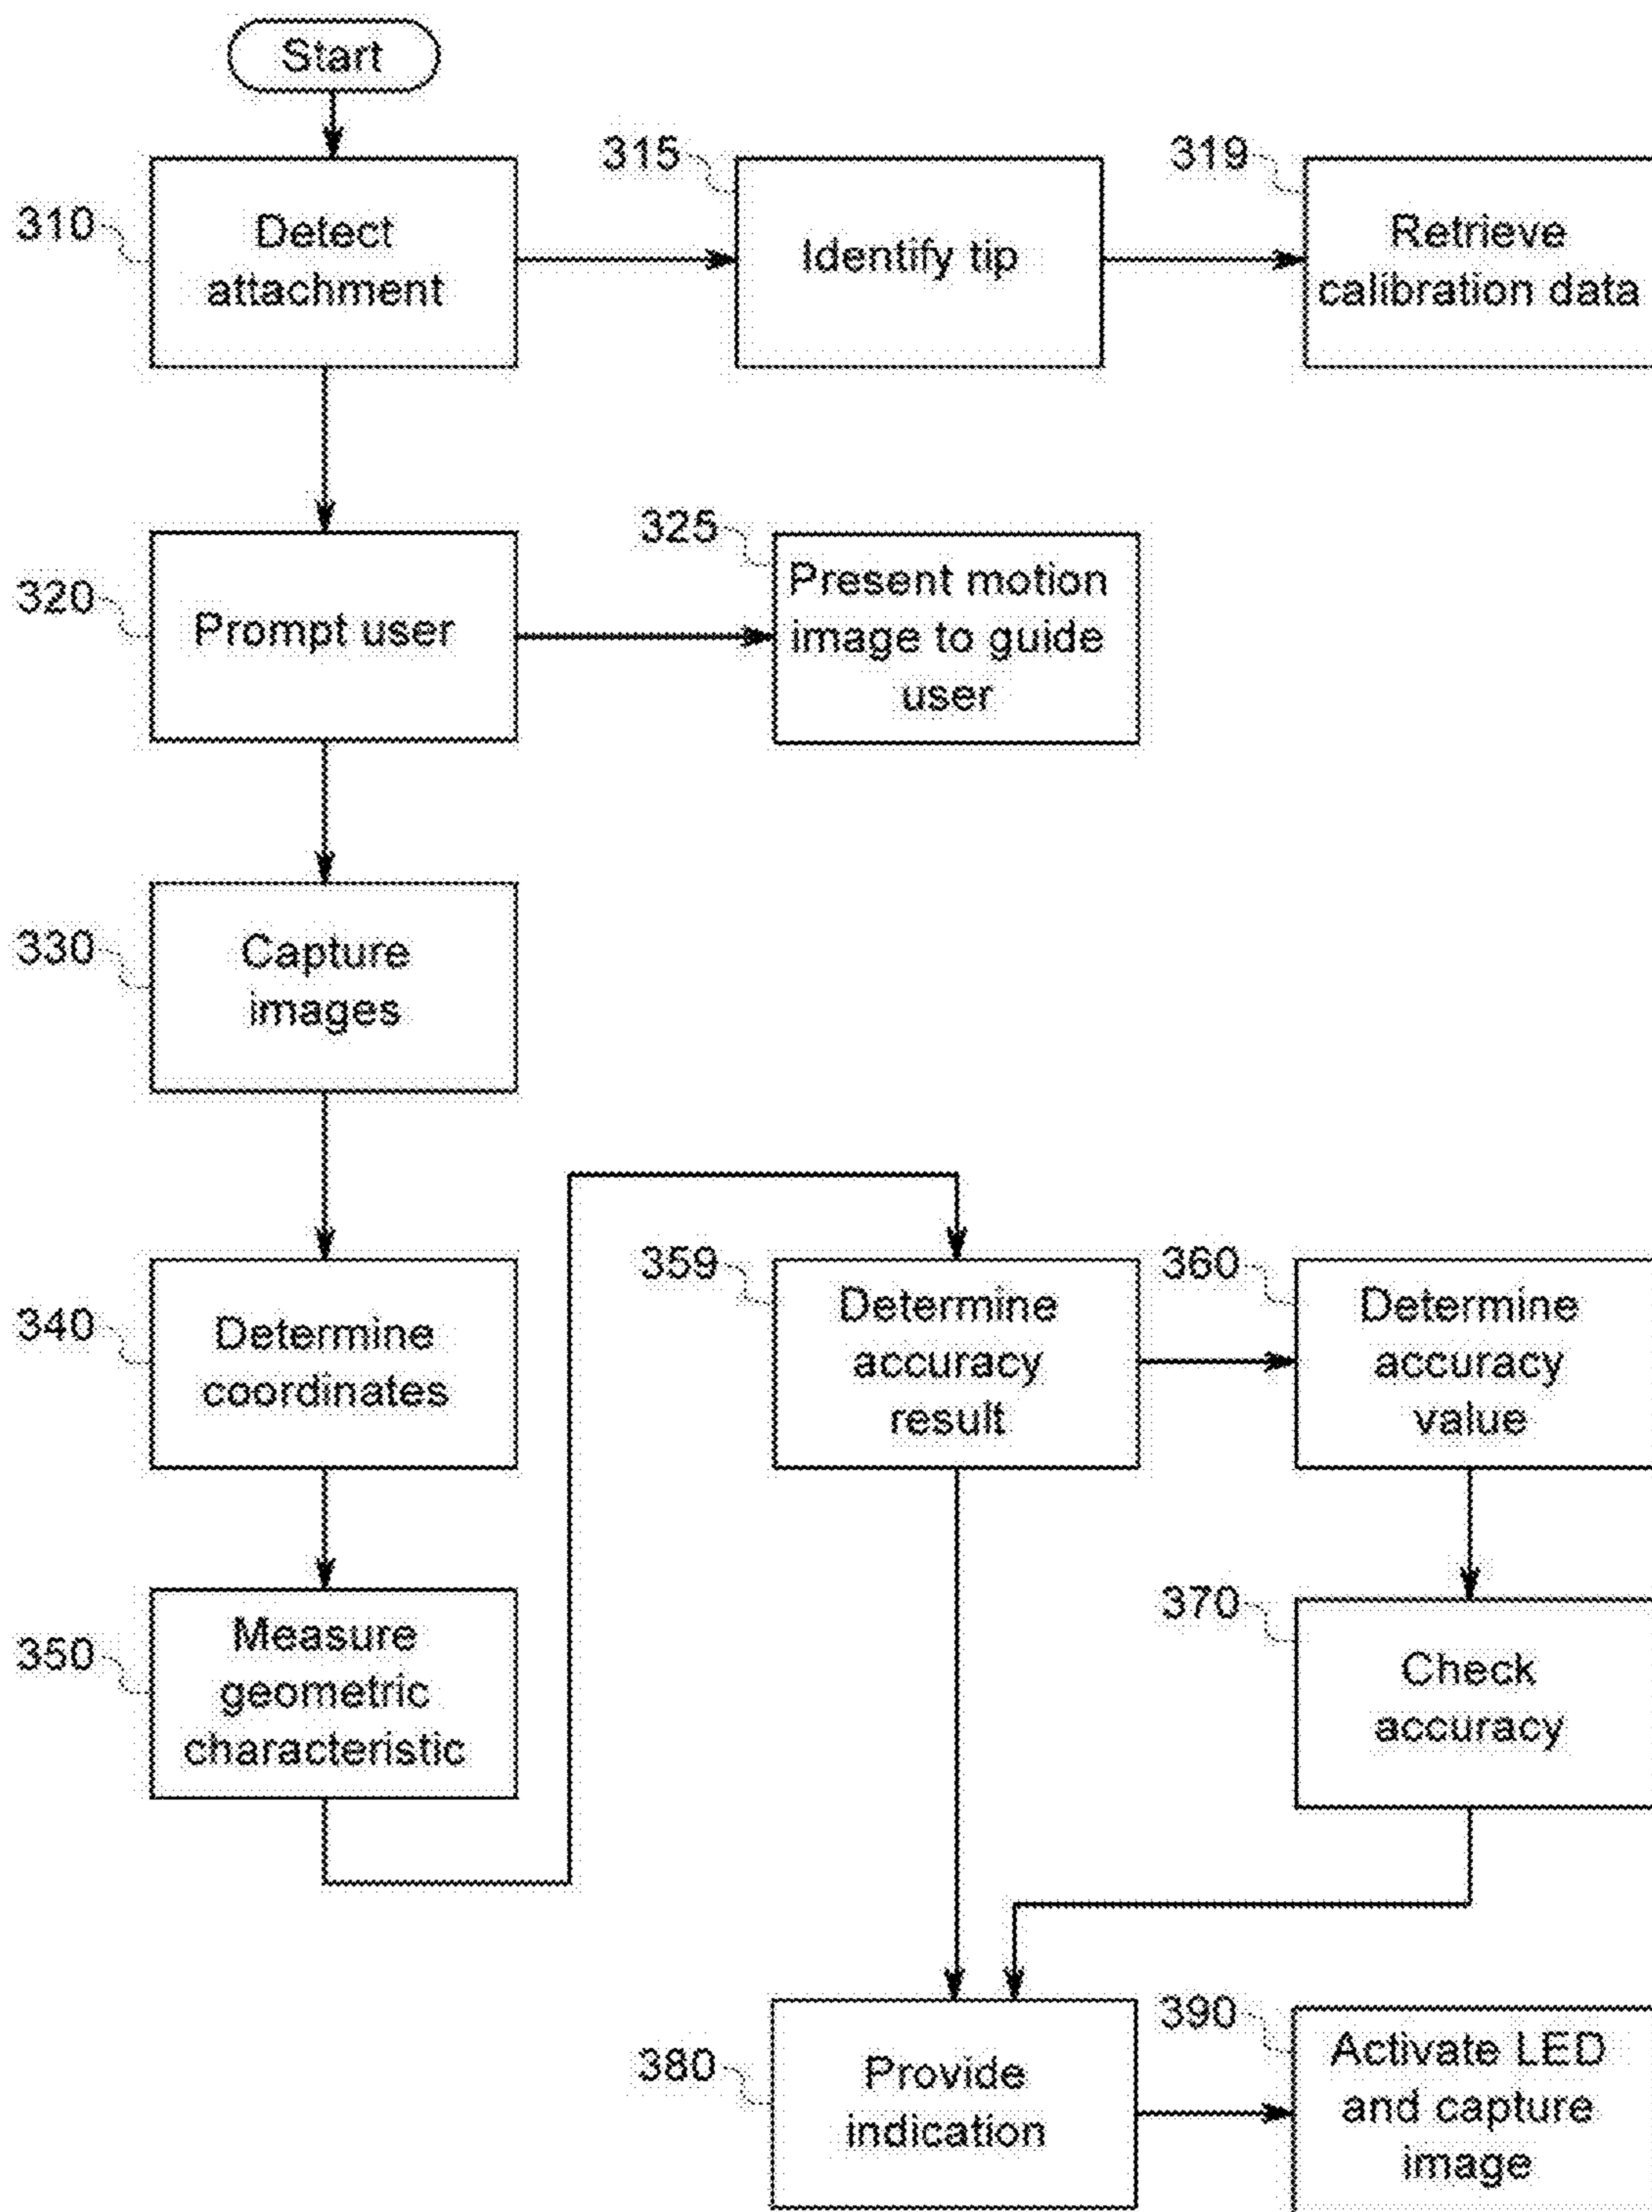 Start
310
Detect
attachment
315
Identify tip
319
Retrieve
calibration data
320
Prompt user
325
Present motion
image to guide
user
330
Capture
images
340
Determine
coordinates
350
Measure
geometric
characteristic
359
Determine
accuracy
result
360
Determine
accuracy
value
370
Check
accuracy
380
Provide
indication
390
Activate LED
and capture
image